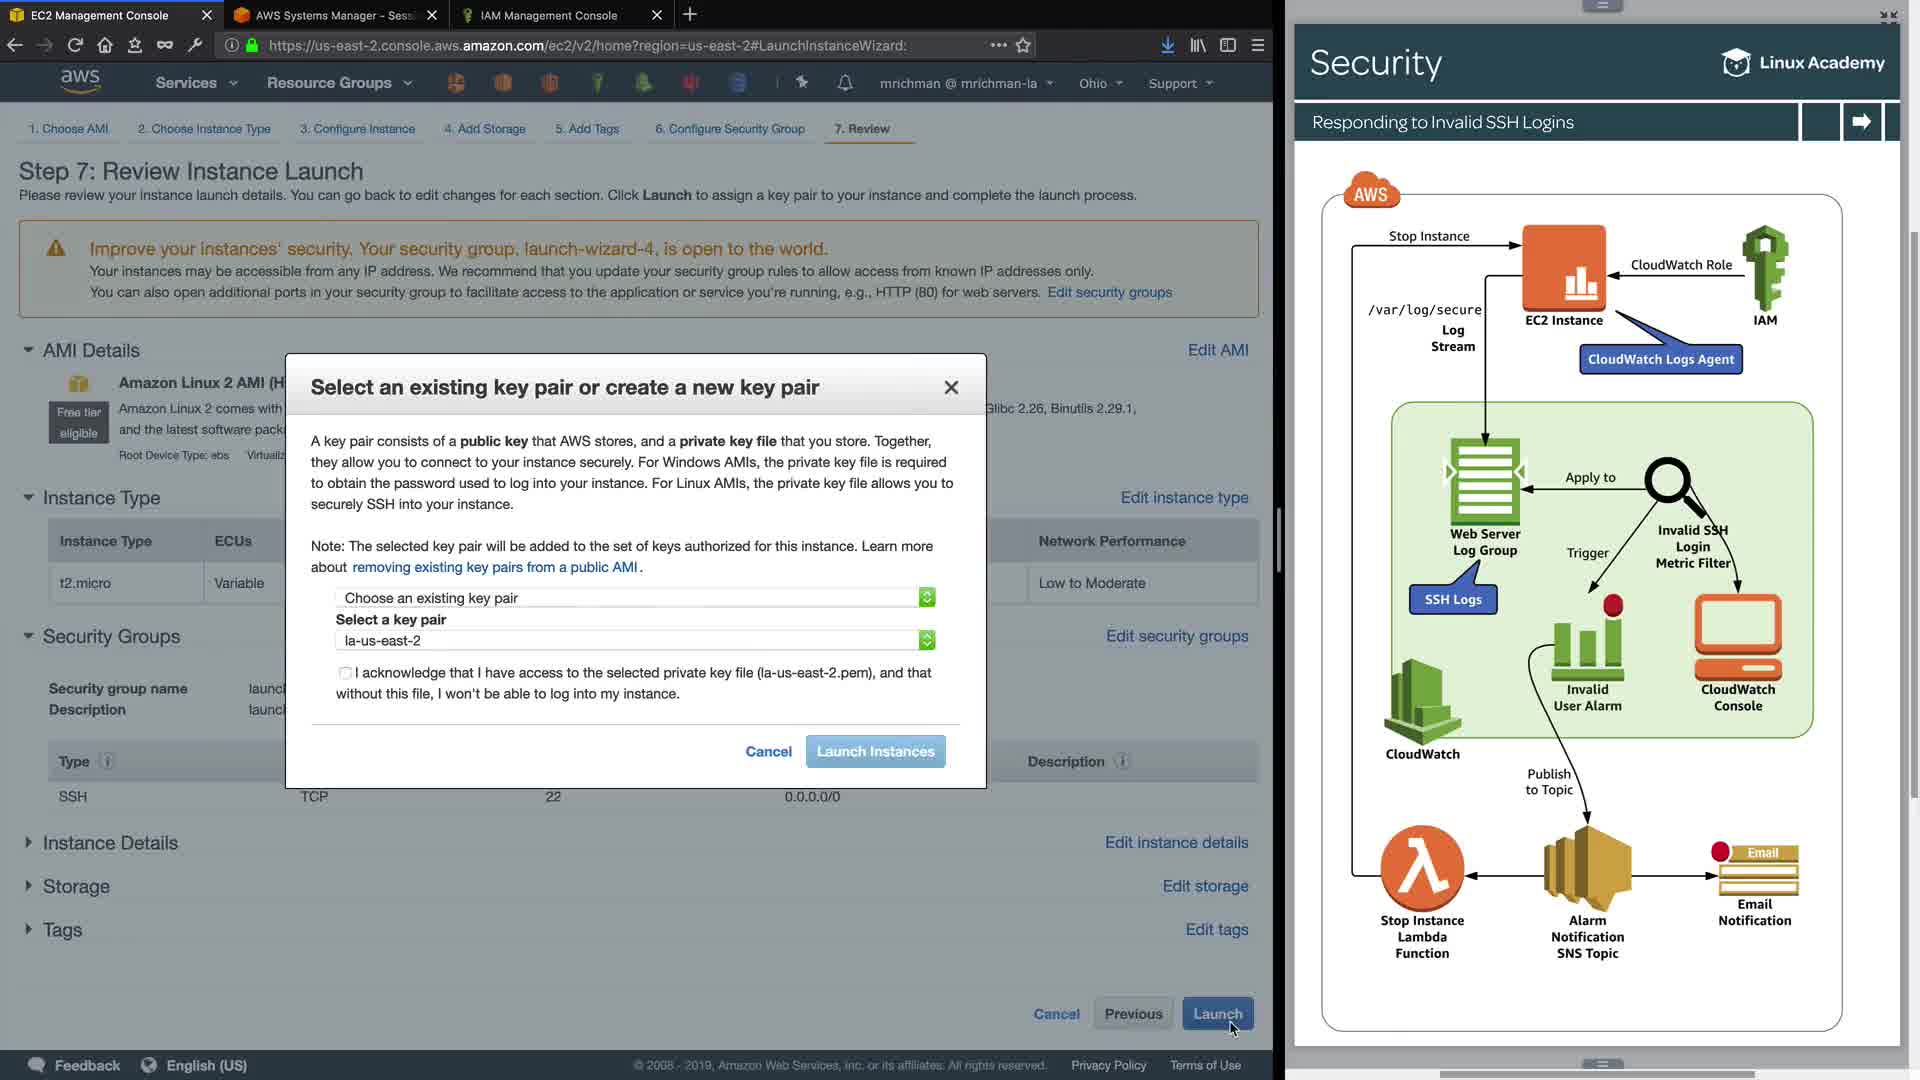 EC2 Management Console
AWS Systems Manager - Sess
IAM Management Console
https://us-east-2.console.aws.amazon.com/ec2/v2/home?region=us-east-2#LaunchInstanceWizard:
aws
Services
Resource Groups
mrichman @ mrichman-la
Ohio
Support
1. Choose AMI
2. Choose Instance Type
3. Configure Instance
4. Add Storage
5. Add Tags
6. Configure Security Group
7. Review
Step 7: Review Instance Launch
Please review your instance launch details. You can go back to edit changes for each section. Click Launch to assign a key pair to your instance and complete the launch process.
Improve your instances' security. Your security group, launch-wizard-4, is open to the world.
Your instances may be accessible from any IP address. We recommend that you update your security group rules to allow access from known IP addresses only.
You can also open additional ports in your security group to facilitate access to the application or service you're running, e.g., HTTP (80) for web servers. Edit security groups
AMI Details
Edit AMI
Amazon Linux 2 AMI (H
Free tier
eligible
Amazon Linux 2 comes with
Glibc 2.26, Binutils 2.29.1,
and the latest software pack
Root Device Type: ebs
Virtualiz
Instance Type
Edit instance type
Instance Type
ECUs
Network Performance
t2.micro
Variable
Low to Moderate
Security Groups
Edit security groups
Security group name
launc
Description
launc
Type
Description
SSH
TCP
22
0.0.0.0/0
Instance Details
Edit instance details
Storage
Edit storage
Tags
Edit tags
Cancel
Previous
Launch
Feedback
English (US)
© 2008 - 2019, Amazon Web Services, Inc. or its affiliates. All rights reserved.
Privacy Policy
Terms of Use
Select an existing key pair or create a new key pair
A key pair consists of a public key that AWS stores, and a private key file that you store. Together,
they allow you to connect to your instance securely. For Windows AMIs, the private key file is required
to obtain the password used to log into your instance. For Linux AMIs, the private key file allows you to
securely SSH into your instance.
Note: The selected key pair will be added to the set of keys authorized for this instance. Learn more
about removing existing key pairs from a public AMI.
Choose an existing key pair
Select a key pair
la-us-east-2
I acknowledge that I have access to the selected private key file (la-us-east-2.pem), and that
without this file, I won't be able to log into my instance.
Cancel
Launch Instances
Security
Linux Academy
Responding to Invalid SSH Logins
AWS
Stop Instance
CloudWatch Role
/var/log/secure
Log
Stream
EC2 Instance
IAM
CloudWatch Logs Agent
Apply to
Web Server
Log Group
Invalid SSH
Login
Metric Filter
Trigger
SSH Logs
Invalid
User Alarm
CloudWatch
Console
CloudWatch
Publish
to Topic
Email
Stop Instance
Lambda
Function
Alarm
Notification
SNS Topic
Email
Notification